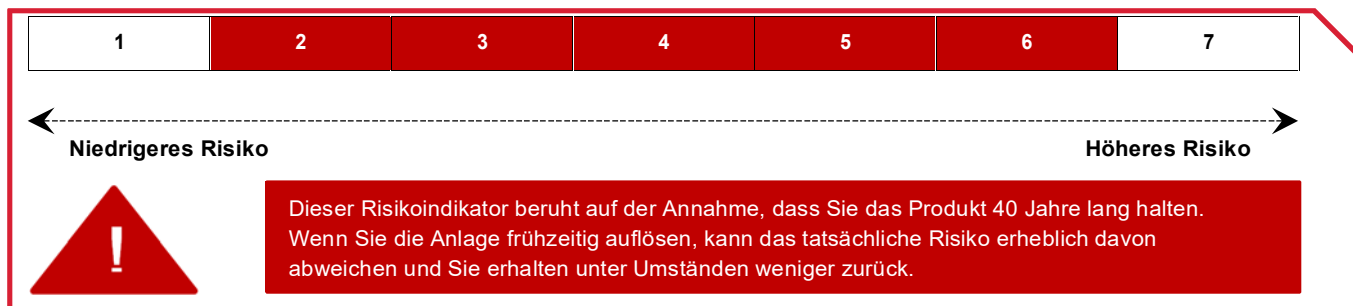 1 2 3 4 5 6 7
Niedrigeres Risiko Höheres Risiko
!
Dieser Risikoindikator beruht auf der Annahme, dass Sie das Produkt 40 Jahre lang halten.
Wenn Sie die Anlage frühzeitig auflösen, kann das tatsächliche Risiko erheblich davon
abweichen und Sie erhalten unter Umständen weniger zurück.